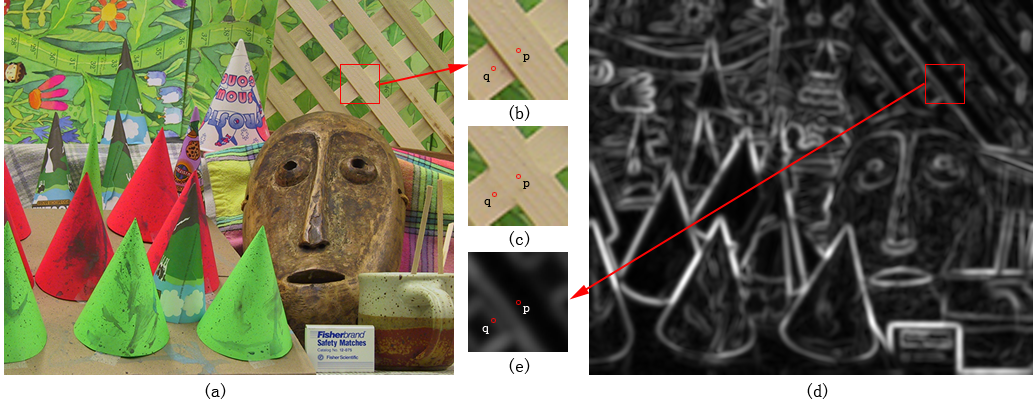 p
q
(b)
p
q
(c)
p
q
(e)
Fisherbrand
Safety Matches
Fisher Scientific
(a)
(d)